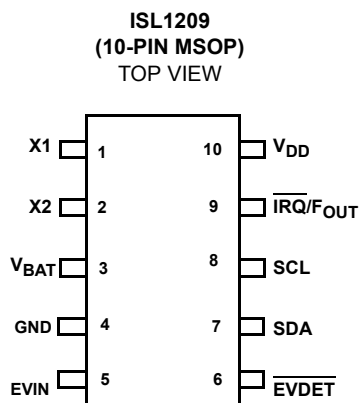 ISL1209
(10-PIN MSOP)
TOP VIEW
X1 1 10 VDD
X2 2 9 IRQ/FOUT
VBAT 3 8 SCL
GND 4 7 SDA
EVIN 5 6 EVDET